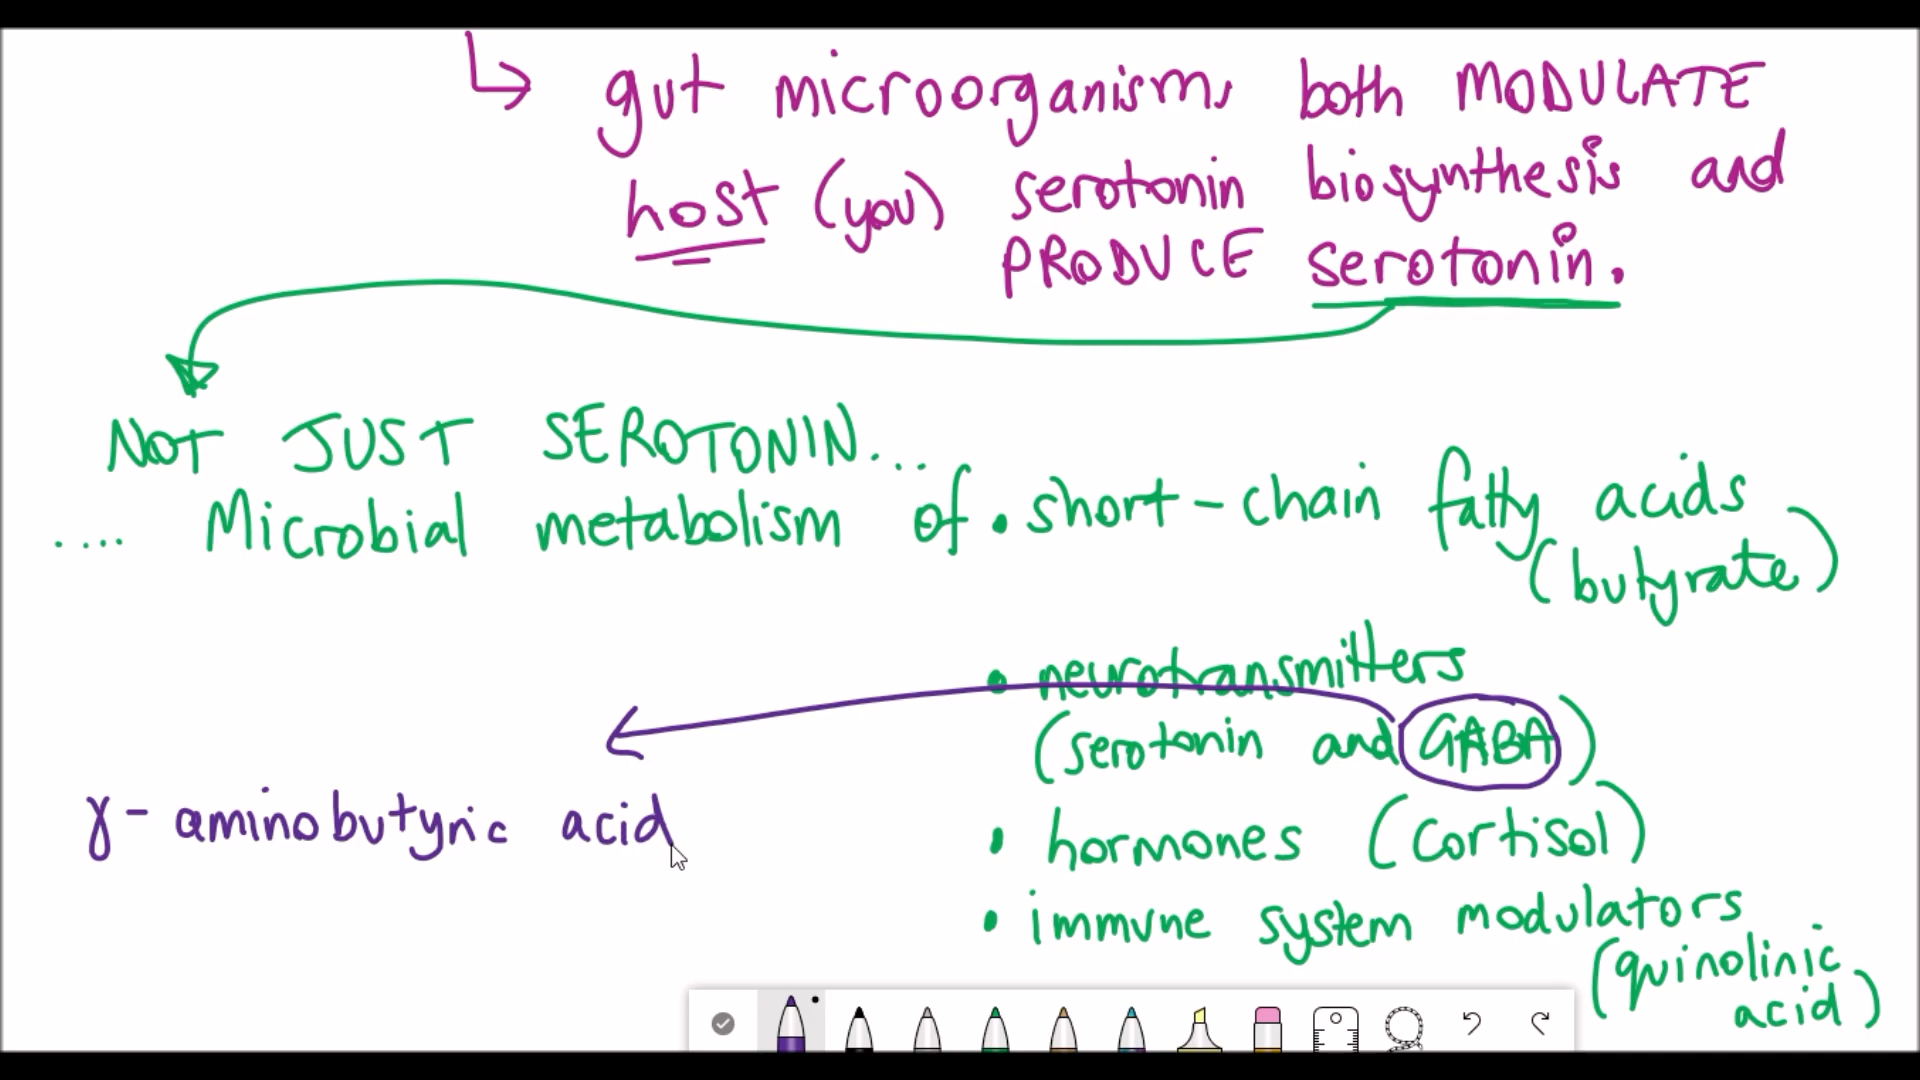 gut microorganisms both MODULATE
host (you) serotonin biosynthesis and
PRODUCE serotonin.
NOT JUST SEROTONIN...
.... Microbial metabolism of • short-chain fatty acids
(butyrate)
• neurotransmitters
(serotonin and GABA)
γ-aminobutyric acid
• hormones (cortisol)
• immune system modulators
(quinolinic
acid)